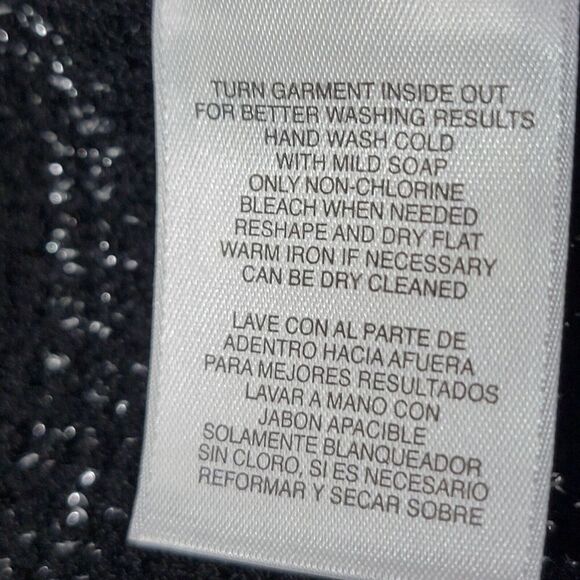 TURN GARMENT INSIDE OUT
FOR BETTER WASHING RESULTS
HAND WASH COLD
WITH MILD SOAP
ONLY NON-CHLORINE
BLEACH WHEN NEEDED
RESHAPE AND DRY FLAT
WARM IRON IF NECESSARY
CAN BE DRY CLEANED
LAVE CON AL PARTE DE
ADENTRO HACIA AFUERA
PARA MEJORES RESULTADOS
LAVAR A MANO CON
JABON APACIBLE
SOLAMENTE BLANQUEADOR
SIN CLORO, SI ES NECESARIO
REFORMAR Y SECAR SOBRE